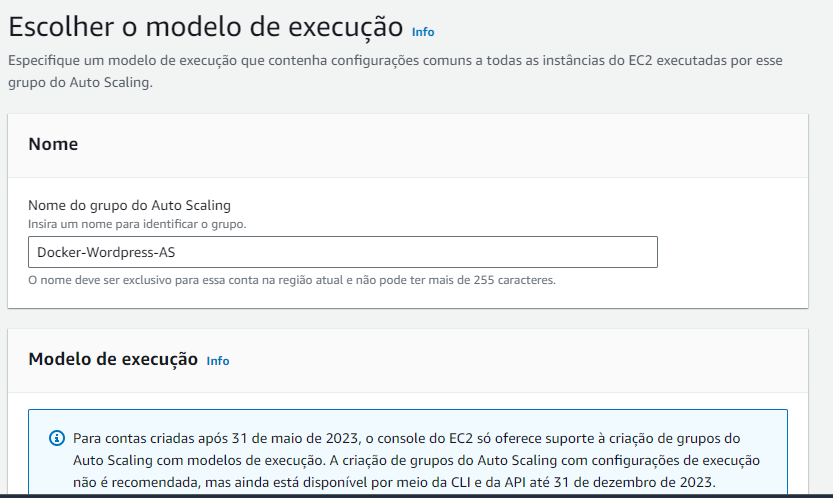 Escolher o modelo de execução Info
Especifique um modelo de execução que contenha configurações comuns a todas as instâncias do EC2 executadas por esse
grupo do Auto Scaling.
Nome
Nome do grupo do Auto Scaling
Insira um nome para identificar o grupo.
Docker-Wordpress-AS
O nome deve ser exclusivo para essa conta na região atual e não pode ter mais de 255 caracteres.
Modelo de execução Info
Para contas criadas após 31 de maio de 2023, o console do EC2 só oferece suporte à criação de grupos do
Auto Scaling com modelos de execução. A criação de grupos do Auto Scaling com configurações de execução
não é recomendada, mas ainda está disponível por meio da CLI e da API até 31 de dezembro de 2023.